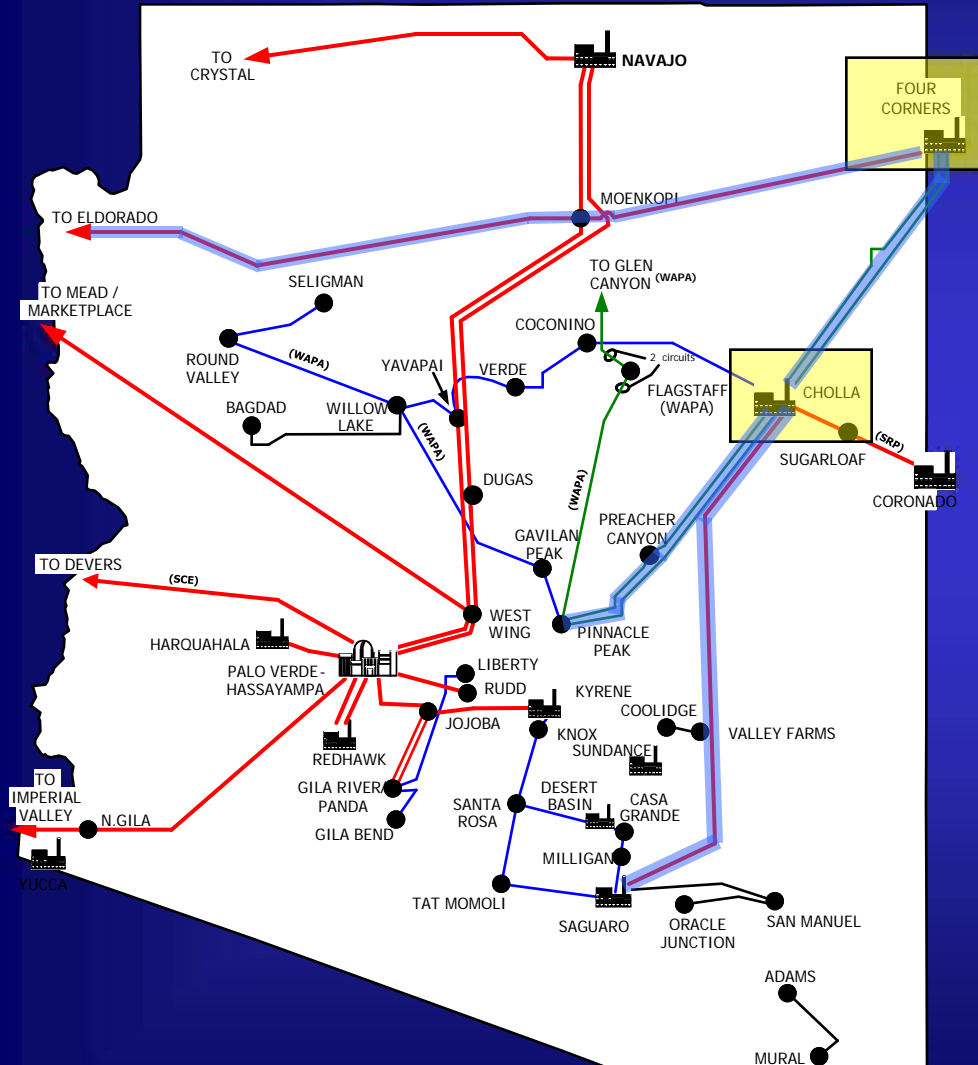 TO
CRYSTAL
NAVAJO
FOUR
CORNERS
MOENKOPI
TO ELDORADO
TO GLEN
CANYON (WAPA)
SELIGMAN
TO MEAD /
MARKETPLACE
COCONINO
(WAPA)
2 circuits
ROUND
VALLEY
YAVAPAI
VERDE
FLAGSTAFF
(WAPA)
CHOLLA
BAGDAD
WILLOW
LAKE
(WAPA)
(SRP)
SUGARLOAF
CORONADO
DUGAS
(WAPA)
PREACHER
CANYON
GAVILAN
PEAK
TO DEVERS
(SCE)
WEST
WING
PINNACLE
PEAK
HARQUAHALA
PALO VERDE-
HASSAYAMPA
LIBERTY
RUDD
KYRENE
COOLIDGE
JOJOBA
KNOX
VALLEY FARMS
SUNDANCE
REDHAWK
TO
IMPERIAL
VALLEY
GILA RIVER/
PANDA
DESERT
BASIN
CASA
GRANDE
SANTA
ROSA
N.GILA
GILA BEND
MILLIGAN
YUCCA
TAT MOMOLI
SAGUARO
ORACLE
JUNCTION
SAN MANUEL
ADAMS
MURAL